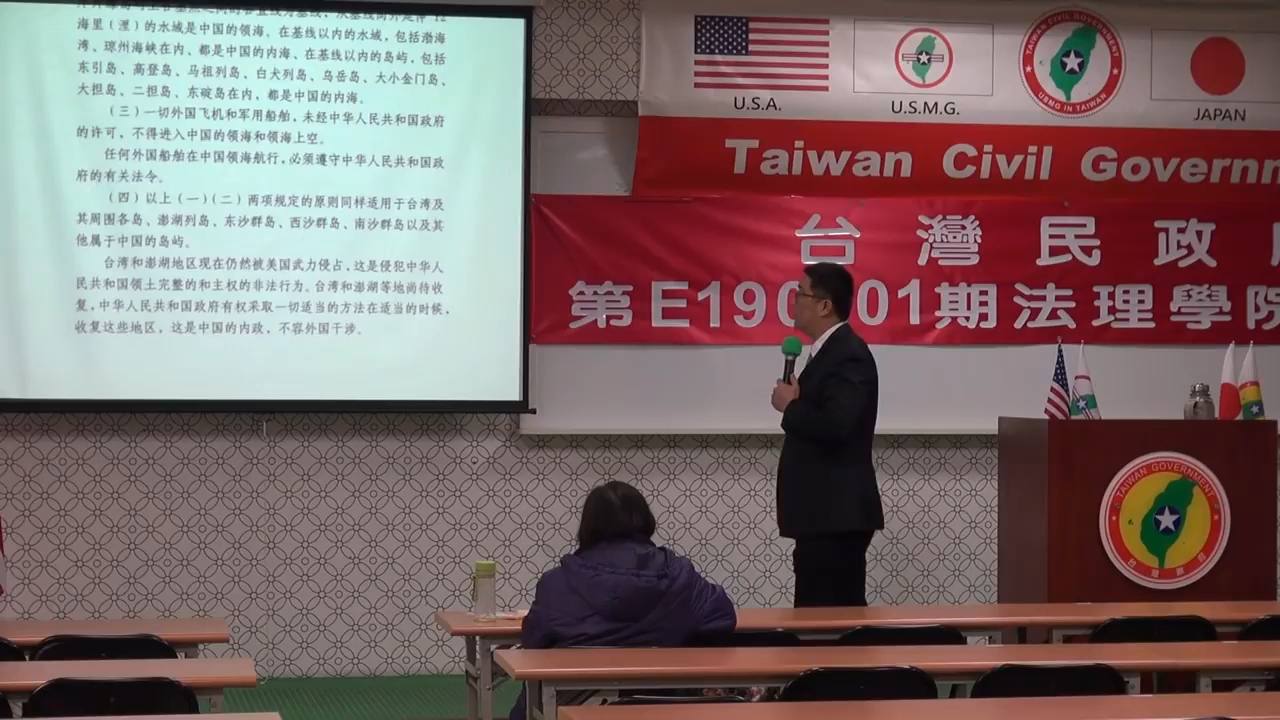 海里(浬)的水域是中国的领海、在基线以内的水域,包括渤海
湾、琼州海峡在内、都是中国的内海、在基线以内的岛屿,包括
东引岛、高登岛、马祖列岛、白犬列岛、乌岳岛、大小金门岛、
大担岛、二担岛、东碇岛在内,都是中国的内海。
(三)一切外国飞机和军用船舶,未经中华人民共和国政府
的许可,不得进入中国的领海和领海上空。
任何外国船舶在中国领海航行,必须遵守中华人民共和国政
府的有关法令。
(四)以上(一)(二)两项规定的原则同样适用于台湾及
其周围各岛、澎湖列岛、东沙群岛、西沙群岛、南沙群岛以及其
他属于中国的岛屿。
台湾和澎湖地区现在仍然被美国武力侵占,这是侵犯中华人
民共和国领土完整的和主权的非法行为。台湾和澎湖等地尚待收
复,中华人民共和国政府有权采取一切适当的方法在适当的时候,
收复这些地区,这是中国的内政,不容外国干涉。
U.S.A.
U.S.M.G.
TAIWAN CIVIL GOVERNMENT
USMG IN TAIWAN
JAPAN
Taiwan Civil Governm
台灣民政
第E190 01期法理學院
TAIWAN GOVERNMENT
台灣政府